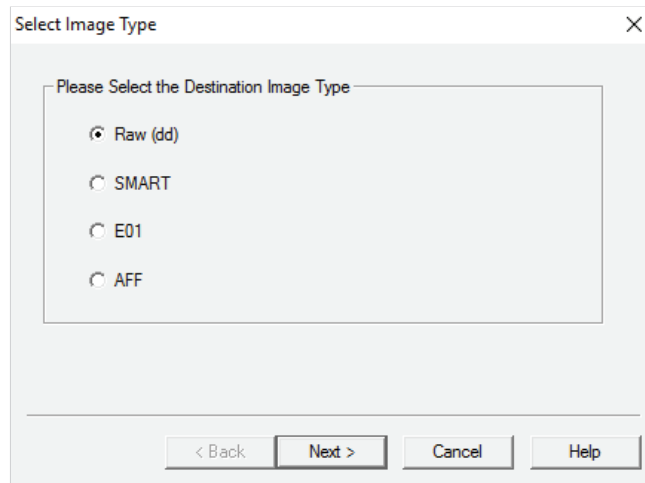 Select Image Type
Please Select the Destination Image Type
Raw (dd)
SMART
E01
AFF
< Back Next > Cancel Help